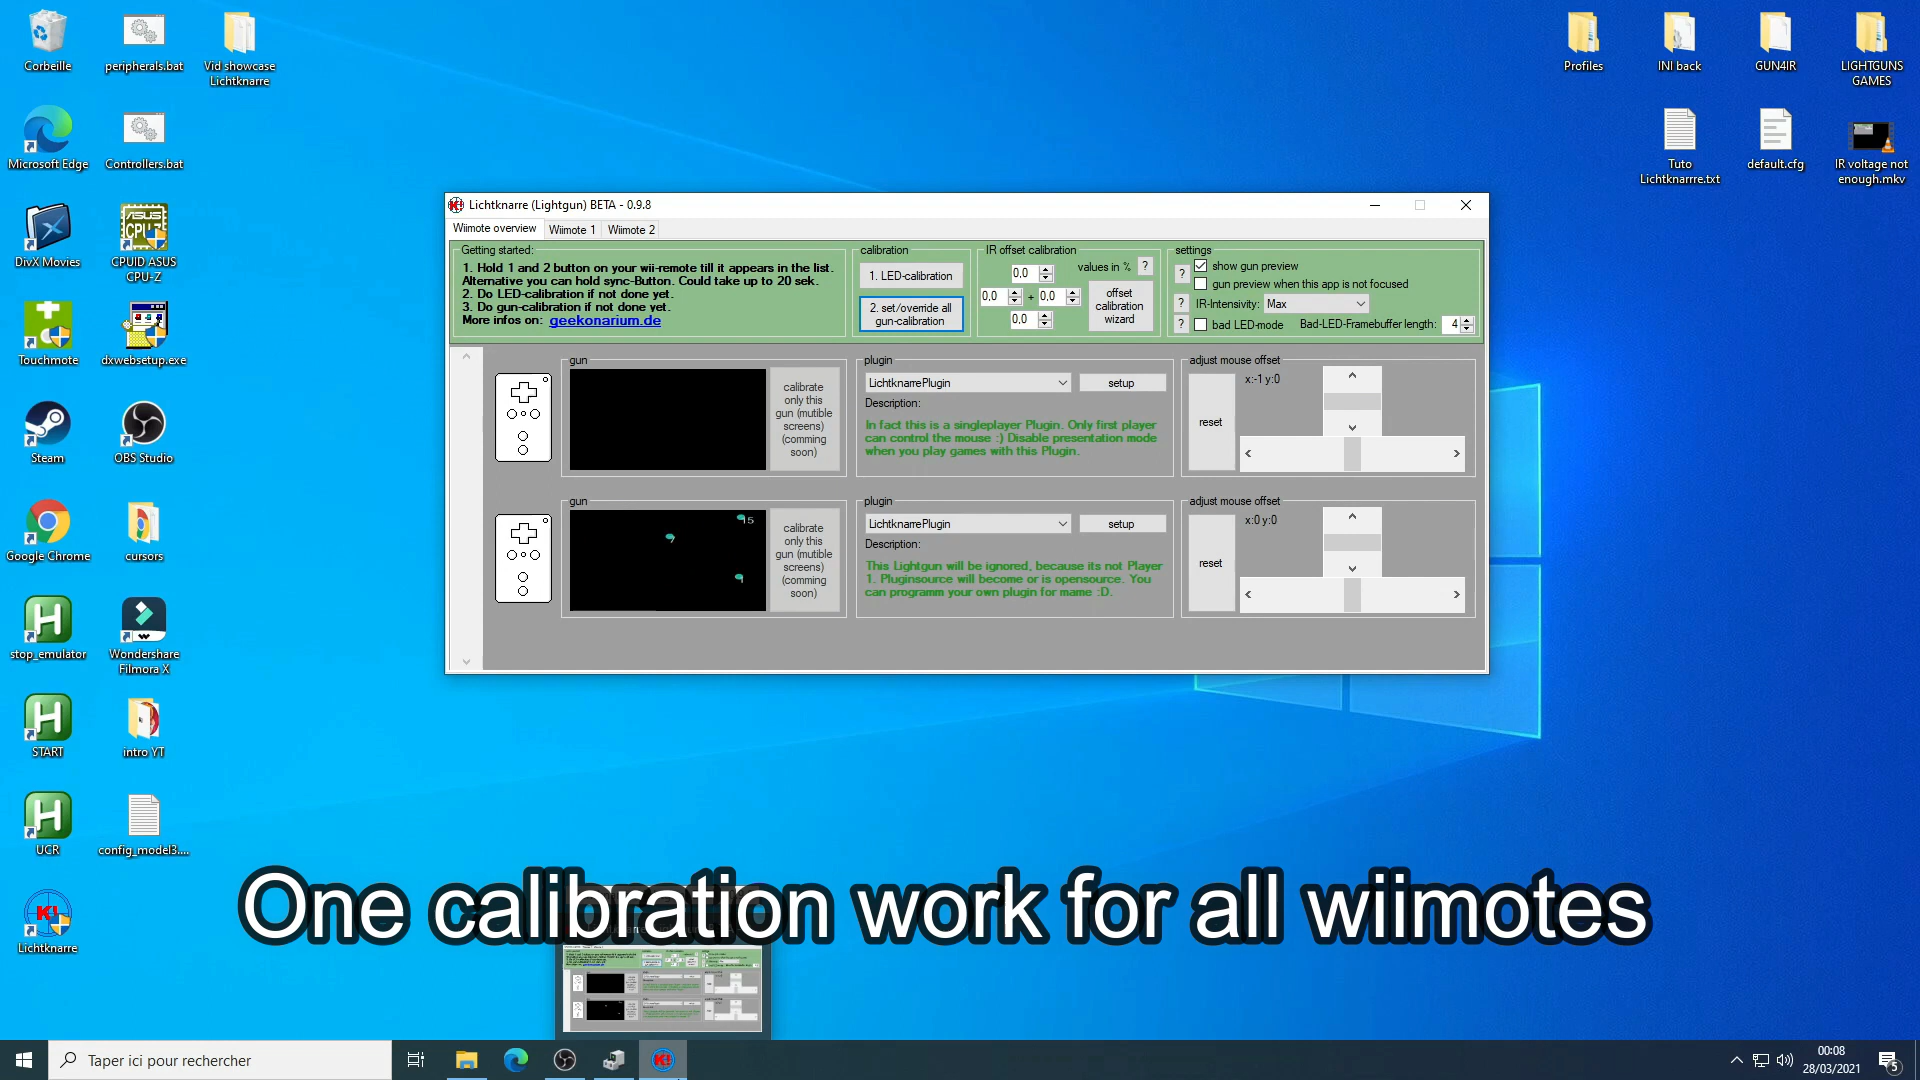 Corbeille
peripherals.bat
Vid showcase
Lichtknarre
Profiles
INI back
GUN4IR
LIGHTGUNS
GAMES
Microsoft Edge
Controllers.bat
Tuto
Lichtknarrre.txt
default.cfg
IR voltage not
enough.mkv
DivX Movies
ASUS
CPU-Z
CPUID ASUS
CPU-Z
Touchmote
dxwebsetup.exe
Steam
OBS Studio
Google Chrome
cursors
stop_emulator
Wondershare
Filmora X
START
intro YT
UCR
config_model3....
K!
Lichtknarre
Lichtknarre (Lightgun) BETA - 0.9.8
Wiimote overview
Wiimote 1
Wiimote 2
Getting started:
1. Hold 1 and 2 button on your wii-remote till it appears in the list.
Alternative you can hold sync-Button. Could take up to 20 sek.
2. Do LED-calibration if not done yet.
3. Do gun-calibration if not done yet.
More infos on: geekonarium.de
calibration
1. LED-calibration
2. set/override all
gun-calibration
IR offset calibration
0,0
values in %
?
0,0
+
0,0
0,0
offset
calibration
wizard
settings
?
show gun preview
gun preview when this app is not focused
?
IR-Intensivity:
Max
?
bad LED-mode
Bad-LED-Framebuffer length:
4
gun
calibrate
only this
gun (mutible
screens)
(comming
soon)
plugin
LichtknarrePlugin
setup
Description:
In fact this is a singleplayer Plugin. Only first player
can control the mouse :) Disable presentation mode
when you play games with this Plugin.
adjust mouse offset
reset
x:-1 y:0
gun
15
calibrate
only this
gun (mutible
screens)
(comming
soon)
plugin
LichtknarrePlugin
setup
Description:
This Lightgun will be ignored, because its not Player
1. Pluginsource will become or is opensource. You
can programm your own plugin for mame :D.
adjust mouse offset
reset
x:0 y:0
One calibration work for all wiimotes
Taper ici pour rechercher
K!
00:08
28/03/2021
5